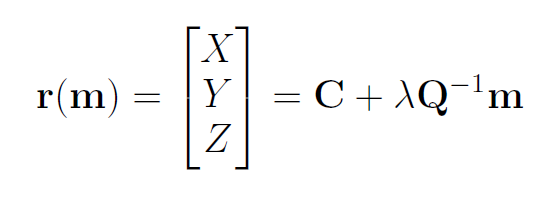 r(m) = [X Y Z] = C + λQ⁻¹m